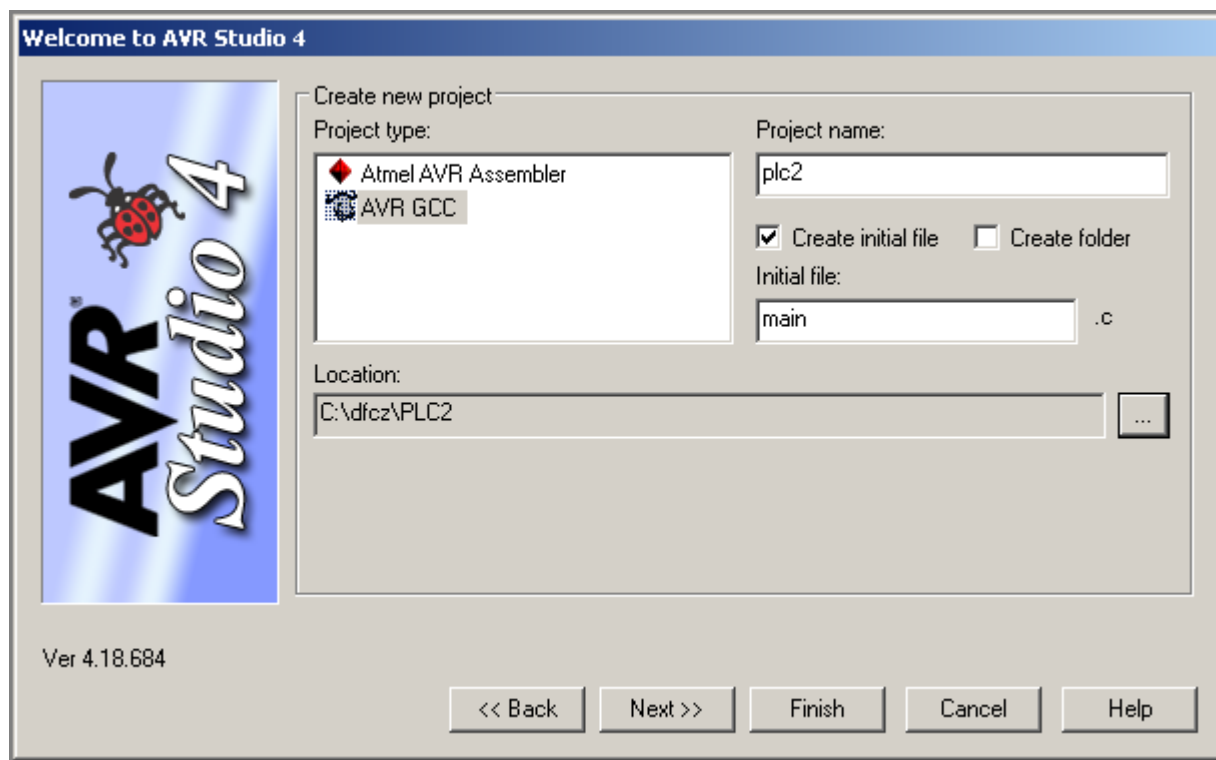 Welcome to AVR Studio 4
AVR®
Studio 4
Create new project
Project type:
Atmel AVR Assembler
AVR GCC
Project name:
plc2
Create initial file
Create folder
Initial file:
main
.c
Location:
C:\dfcz\PLC2
...
Ver 4.18.684
<< Back
Next >>
Finish
Cancel
Help